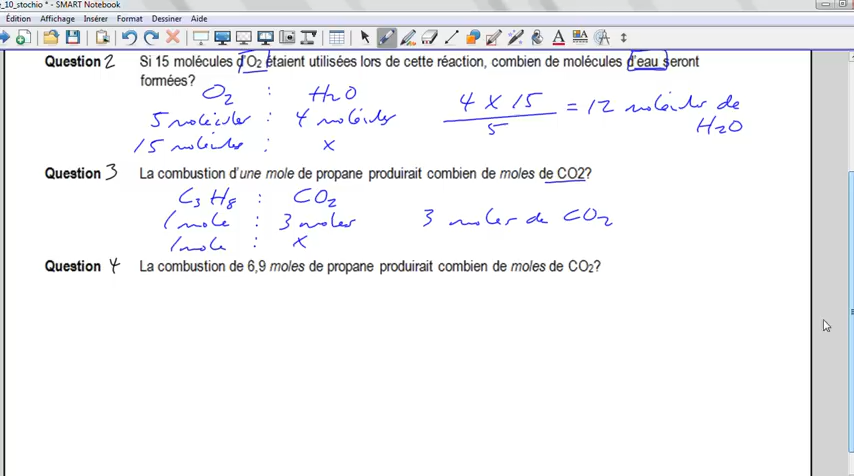 e_10_stochio * - SMART Notebook
Édition Affichage Insérer Format Dessiner Aide
Question 2 Si 15 molécules d'O₂ étaient utilisées lors de cette réaction, combien de molécules d'eau seront
formées?
O₂ : H₂O
5 molécules : 4 molécules
15 molécules : x
4 x 15 / 5 = 12 molécules de H₂O
Question 3 La combustion d'une mole de propane produirait combien de moles de CO2?
C₃H₈ : CO₂
1 mole : 3 moles
1 mole : x
3 moles de CO₂
Question 4 La combustion de 6,9 moles de propane produirait combien de moles de CO₂?